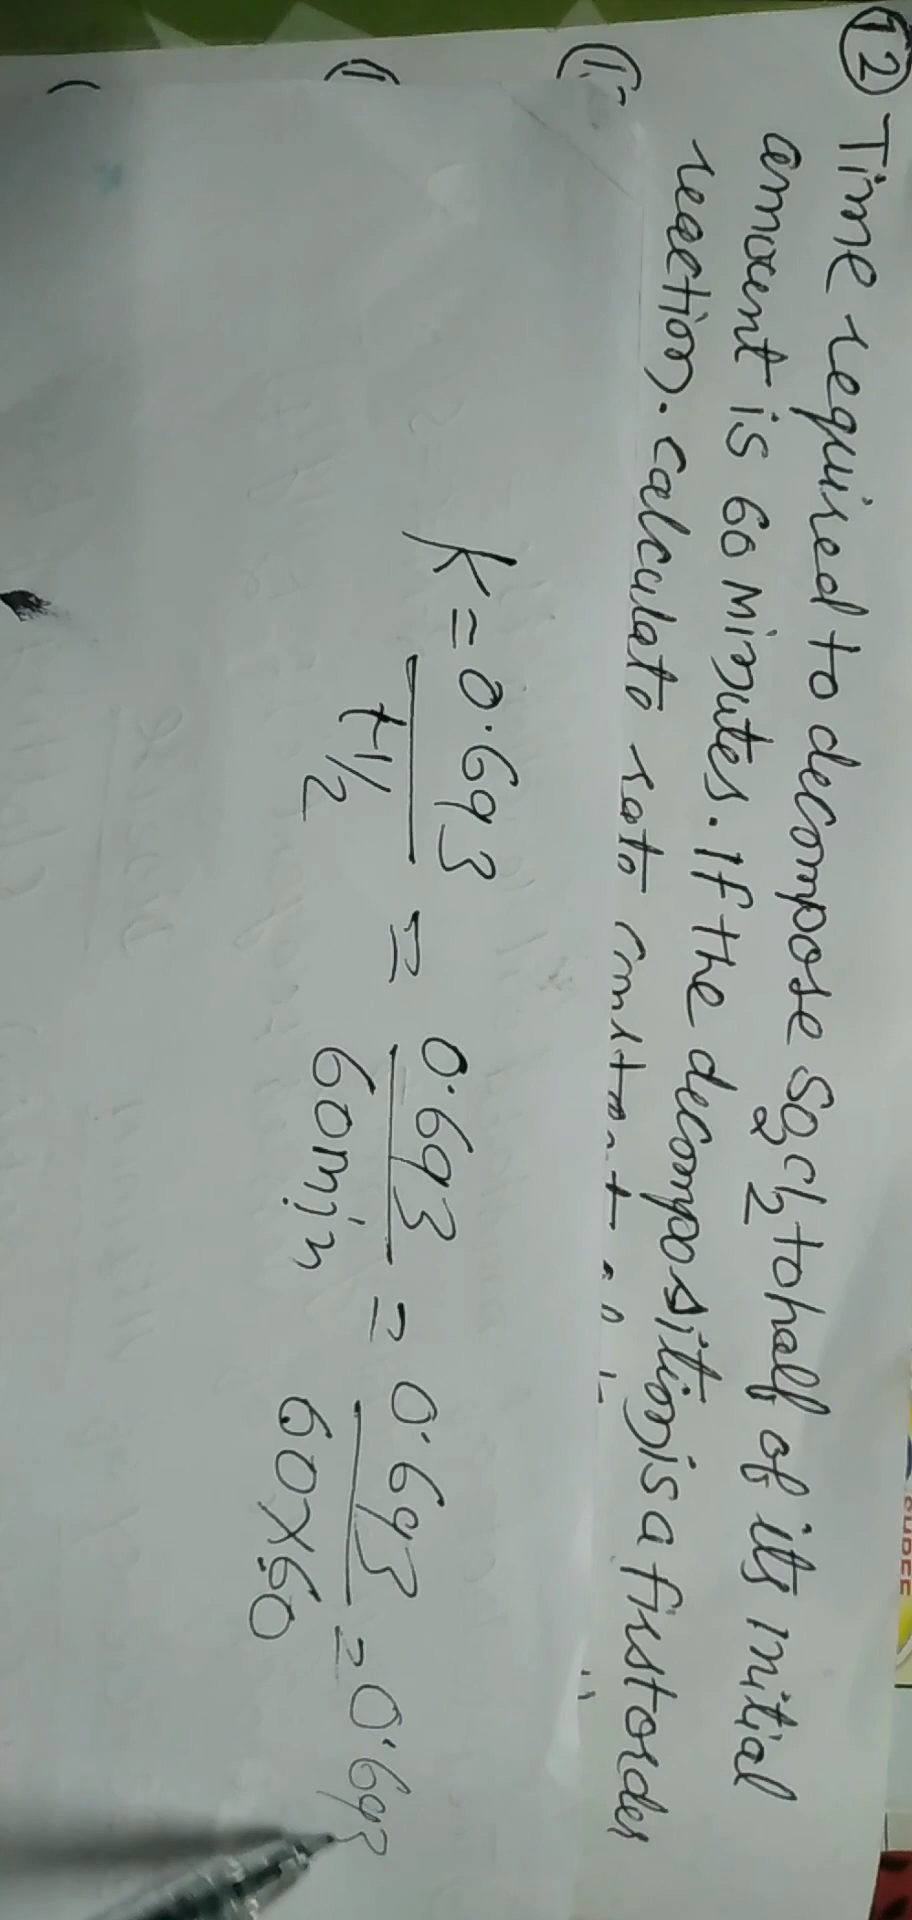 12) Time required to decompose SO2Cl2 to half of its initial
amount is 60 Minutes. If the decomposition is a first order
reaction. calculate rate constant
K = 0.693 / t1/2 = 0.693 / 60min = 0.693 / 60×60 = 0.693